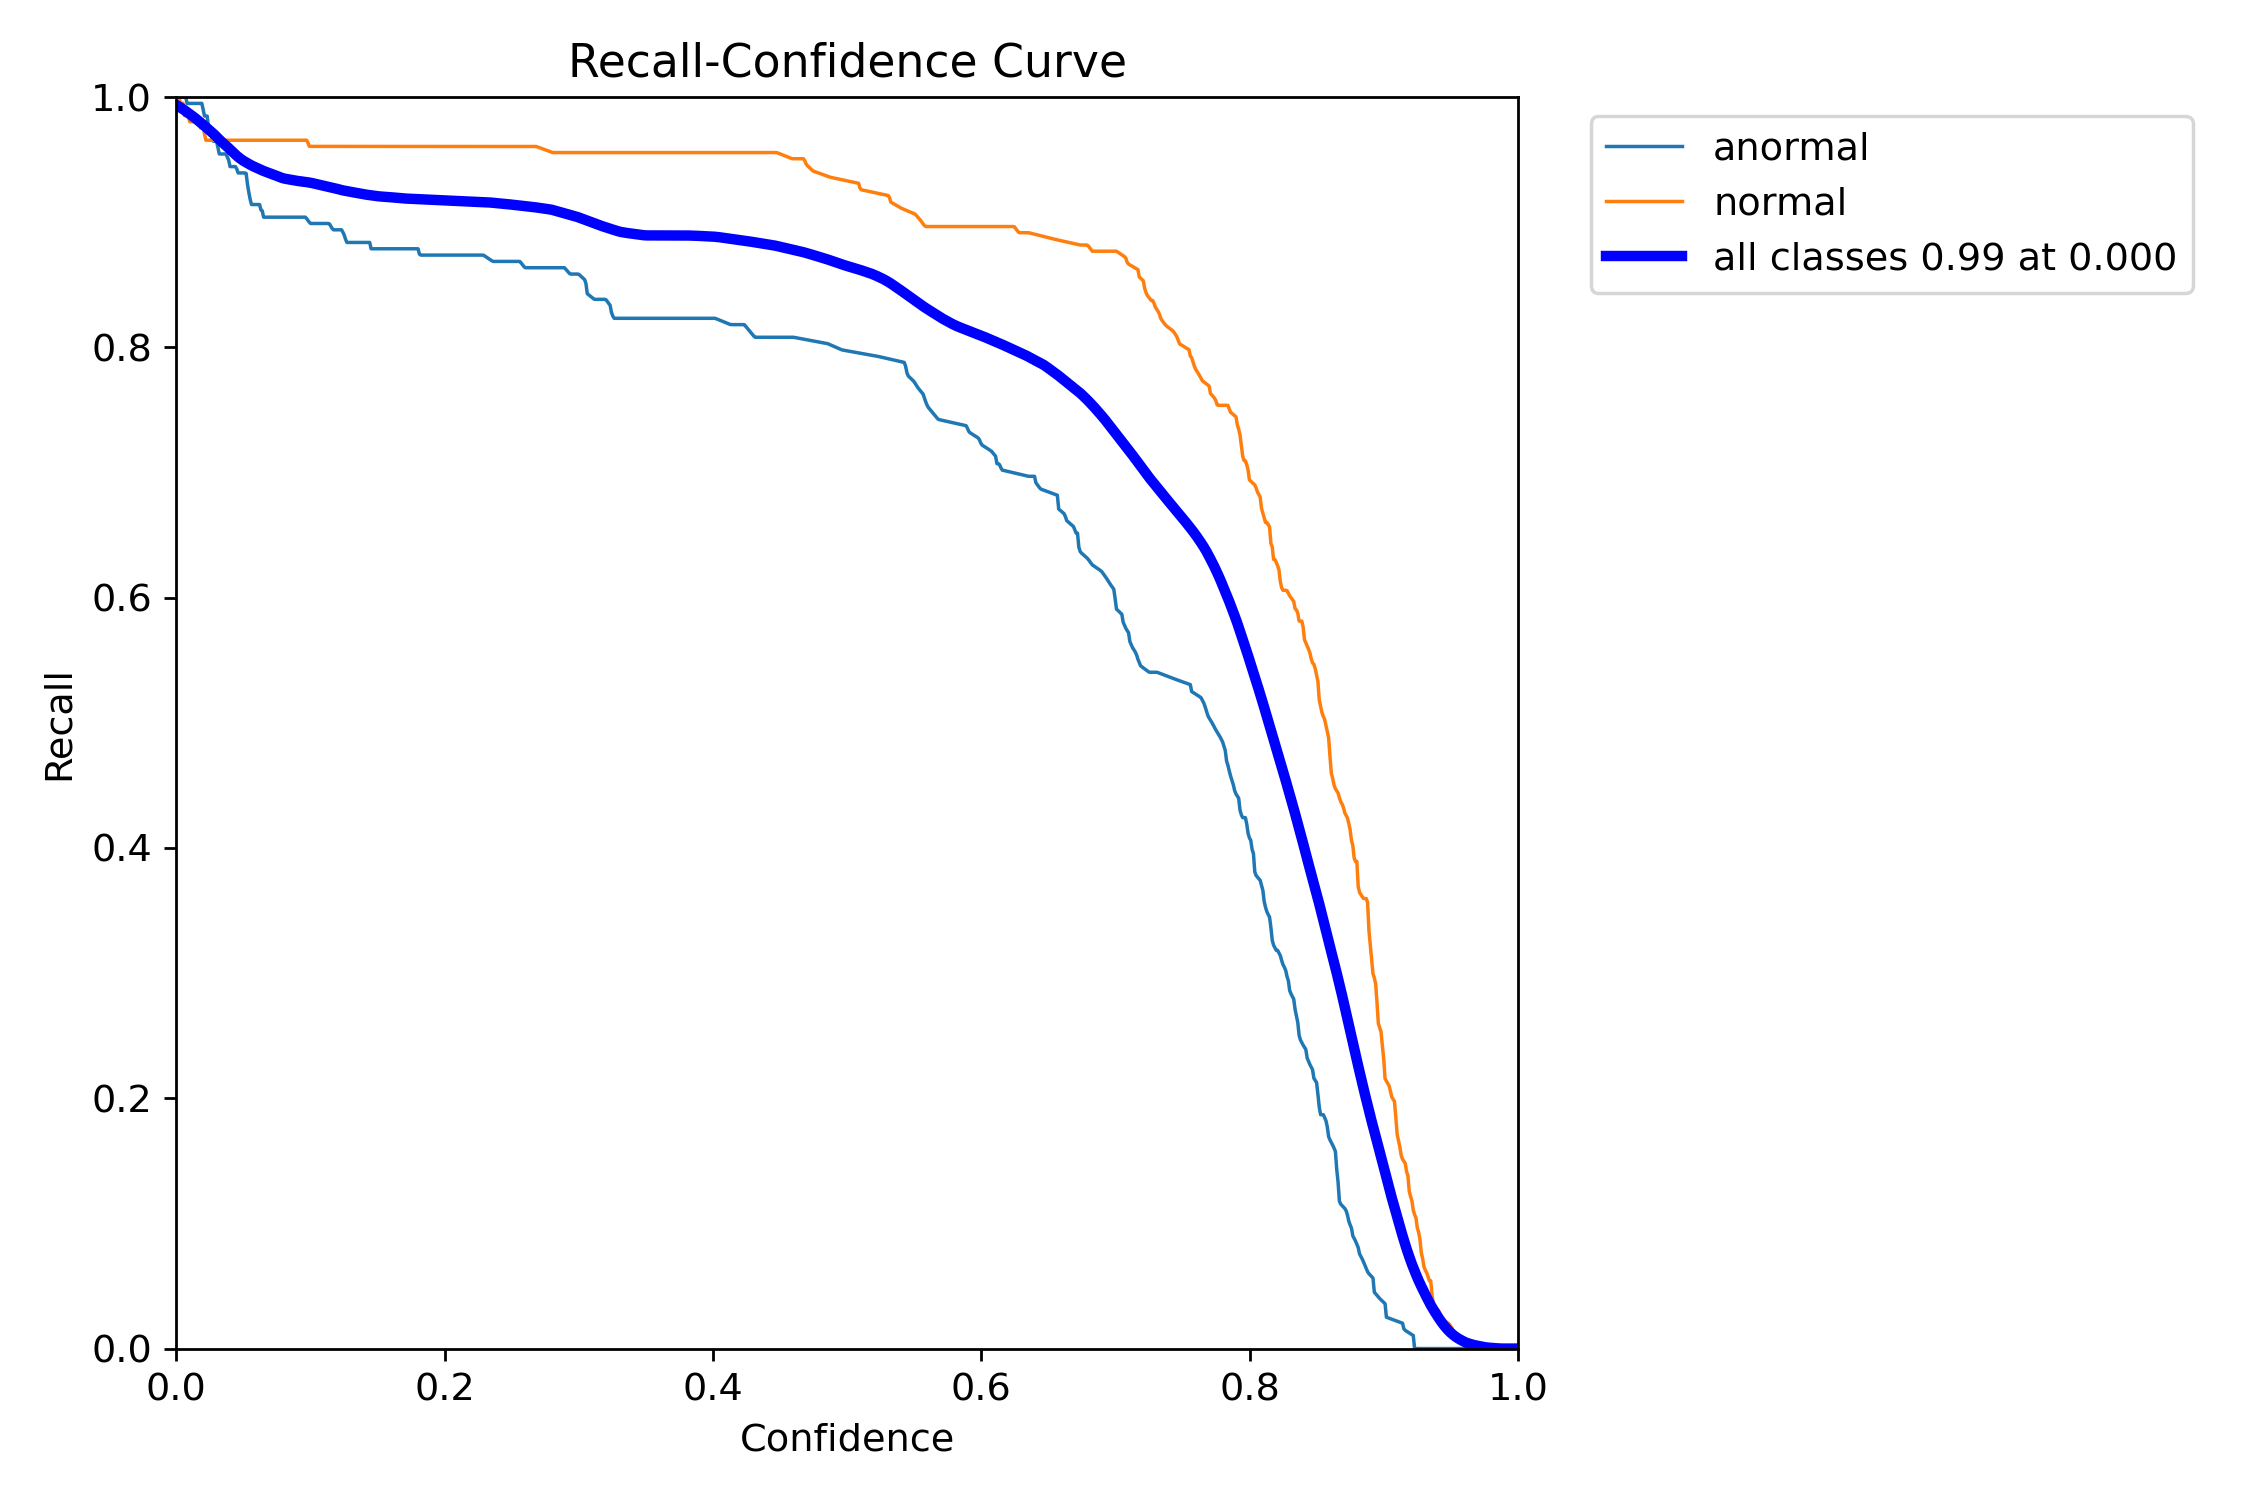 Recall-Confidence Curve
1.0
0.8
0.6
0.4
0.2
0.0
Recall
0.0 0.2 0.4 0.6 0.8 1.0
Confidence
anormal
normal
all classes 0.99 at 0.000